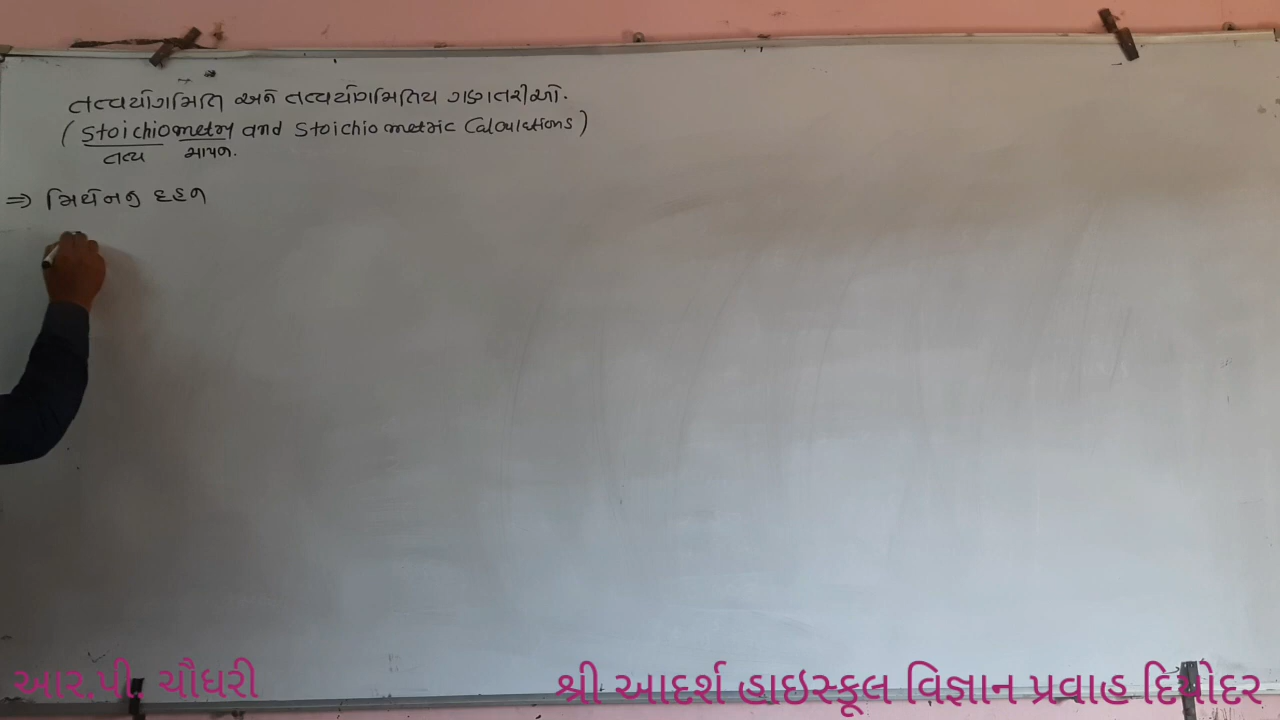 તત્વયોગમિતિ અને તત્વયોગમિતિય ગણતરીઓ.
(Stoichiometry and Stoichiometric Calculations)
તત્વ માપન.
⇒ મિથેનનુ દહન
આર.પી. ચૌધરી
શ્રી આદર્શ હાઇસ્કૂલ વિજ્ઞાન પ્રવાહ દિયોદર